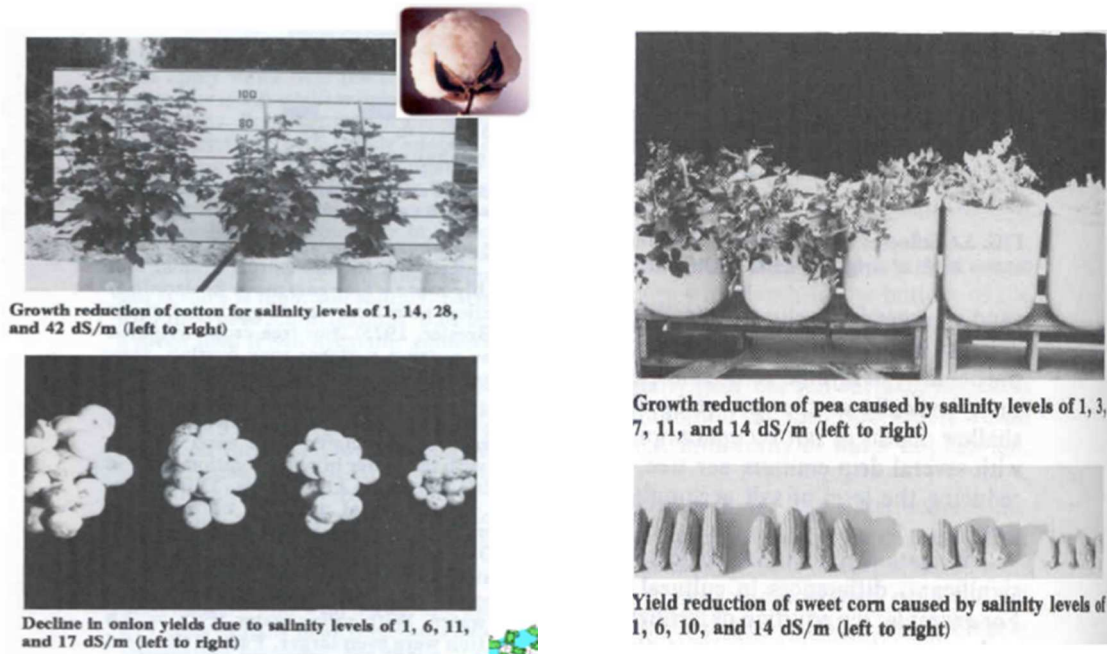 100
80
Growth reduction of cotton for salinity levels of 1, 14, 28,
and 42 dS/m (left to right)
Decline in onion yields due to salinity levels of 1, 6, 11,
and 17 dS/m (left to right)
Growth reduction of pea caused by salinity levels of 1, 3,
7, 11, and 14 dS/m (left to right)
Yield reduction of sweet corn caused by salinity levels of
1, 6, 10, and 14 dS/m (left to right)